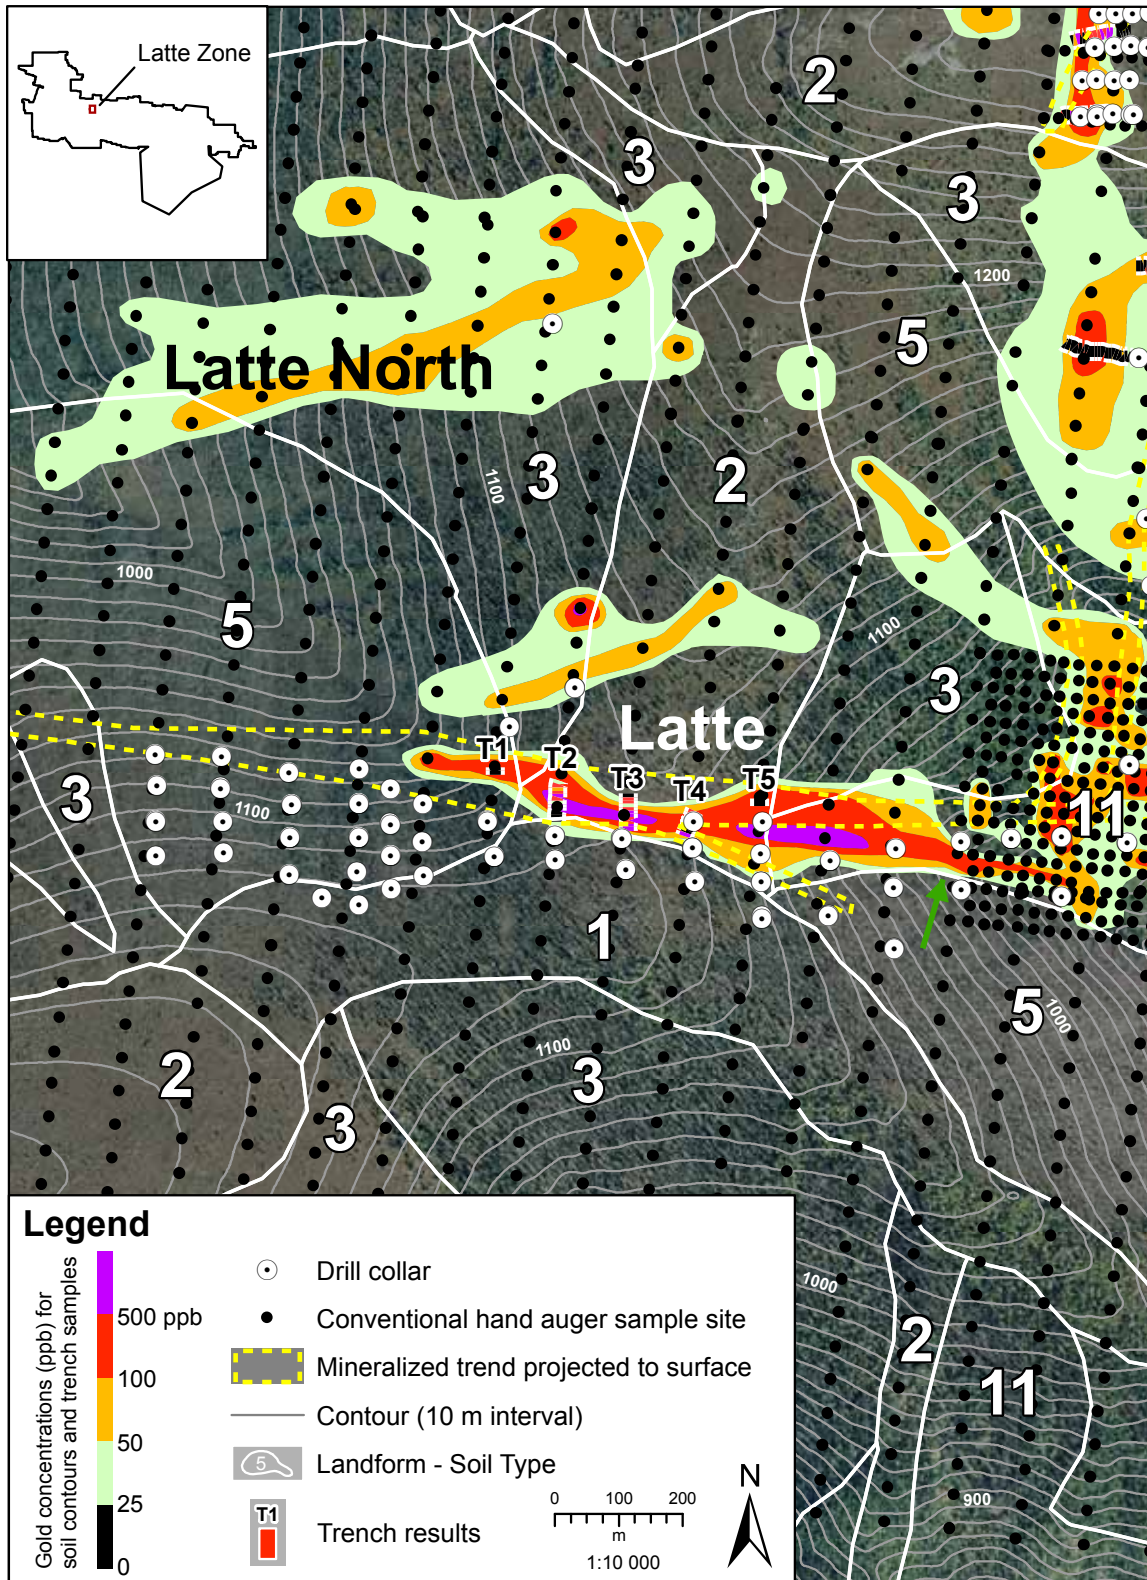 Latte Zone
2
3
3
1200
5
Latte North
3
2
1100
1000
5
1100
3
Latte
T1
T2
T3
T4
T5
3
1100
11
1
5
1000
1100
2
3
3
1000
2
11
900
Legend
Gold concentrations (ppb) for
soil contours and trench samples
500 ppb
100
50
25
0
Drill collar
Conventional hand auger sample site
Mineralized trend projected to surface
Contour (10 m interval)
5
Landform - Soil Type
T1
Trench results
0 100 200
m
1:10 000
N